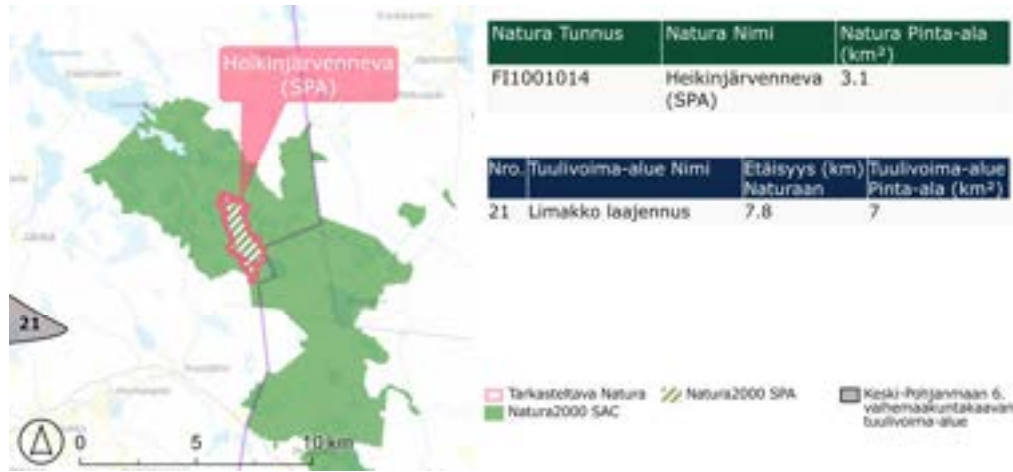 Heikinjärvenneva
(SPA)
21
0 5 10 km
Natura Tunnus Natura Nimi Natura Pinta-ala
(km²)
FI1001014 Heikinjärvenneva 3.1
(SPA)
Nro. Tuulivoima-alue Nimi Etäisyys (km) Tuulivoima-alue
Naturaan Pinta-ala (km²)
21 Limakko laajennus 7.8 7
Tarkasteltava Natura Natura2000 SPA Keski-Pohjanmaan 6.
Natura2000 SAC vaihemaakuntakaavan
tuulivoima-alue